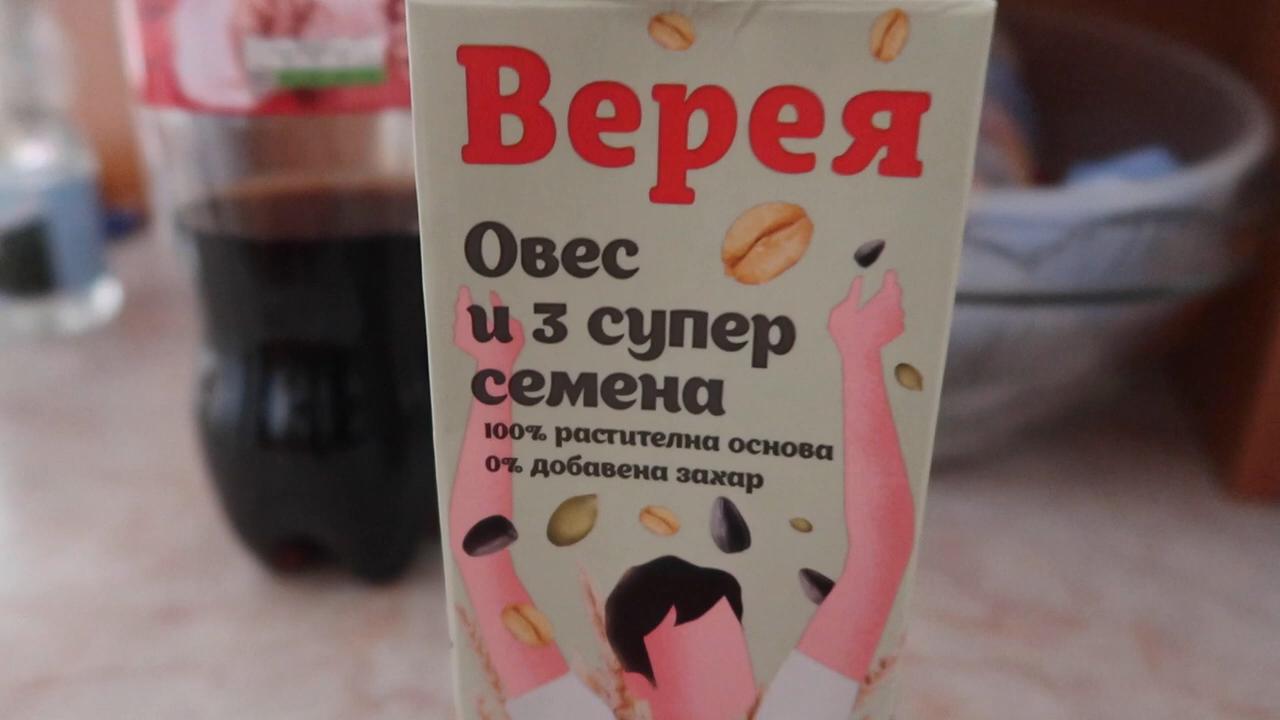 Верея
Овес
и 3 супер
семена
100% растителна основа
0% добавена захар